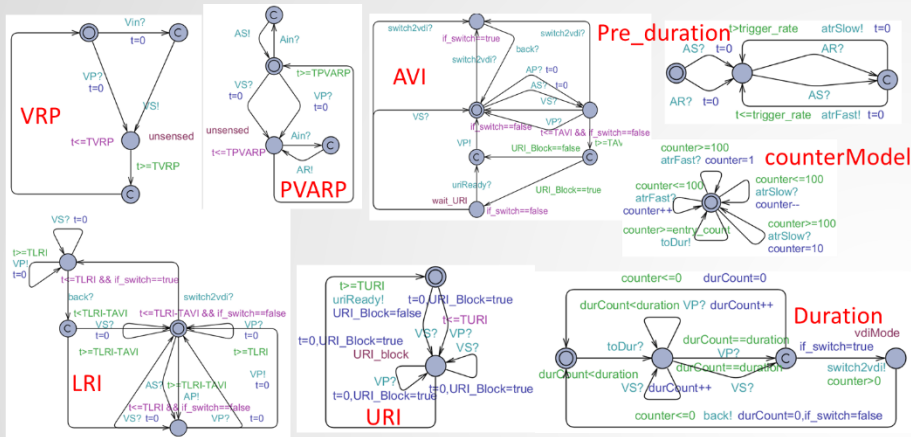 Vin?
t=0
VP?
t=0
VS!
VRP
unsensed
t<=TVRP
t>=TVRP
AS!
Ain?
t>=TPVARP
VS?
t=0
VP?
t=0
unsensed
t<=TPVARP
Ain?
AR!
PVARP
switch2vdi?
if_switch==true
switch2vdi?
back?
AVI
switch2vdi?
AP?
t=0
AS?
t=0
VS?
VS?
VP?
if_switch==false
t<=TAVI && if_switch==false
VP!
URI_Block==false
t>=TAVI
uriReady?
URI_Block==true
wait_URI
if_switch==false
Pre_duration
t>trigger_rate
atrSlow!
t=0
AS?
t=0
AR?
AR?
t=0
AS?
t<=trigger_rate
atrFast!
t=0
counterModel
counter>=100
atrFast?
counter=1
counter<=100
atrFast?
counter++
counter<=100
atrSlow?
counter--
counter>=entry_count
toDur!
counter>=100
atrSlow?
counter=10
VS?
t=0
t>=TLRI
VP!
t=0
t<=TLRI && if_switch==true
back?
switch2vdi?
t<TLRI-TAVI
t<=TLRI-TAVI && if_switch==false
VS?
t=0
VP?
t=0
t>=TLRI-TAVI
t>=TLRI
LRI
AS?
t>=TLRI-TAVI
AP!
VP!
t=0
t<=TLRI && if_switch==false
VS?
t=0
VP?
t=0
t>=TURI
uriReady!
URI_Block=false
t=0,URI_Block=true
t<=TURI
VS?
VP?
t=0,URI_Block=true
URI_block
VS?
VP?
t=0,URI_Block=true
t=0,URI_Block=true
URI
counter<=0
durCount=0
Duration
durCount<duration
VP?
durCount++
vdiMode
toDur?
durCount==duration
VP?
if_switch=true
durCount==duration
switch2vdi!
durCount<duration
VS?
durCount++
VS?
counter>0
counter<=0
back!
durCount=0,if_switch=false